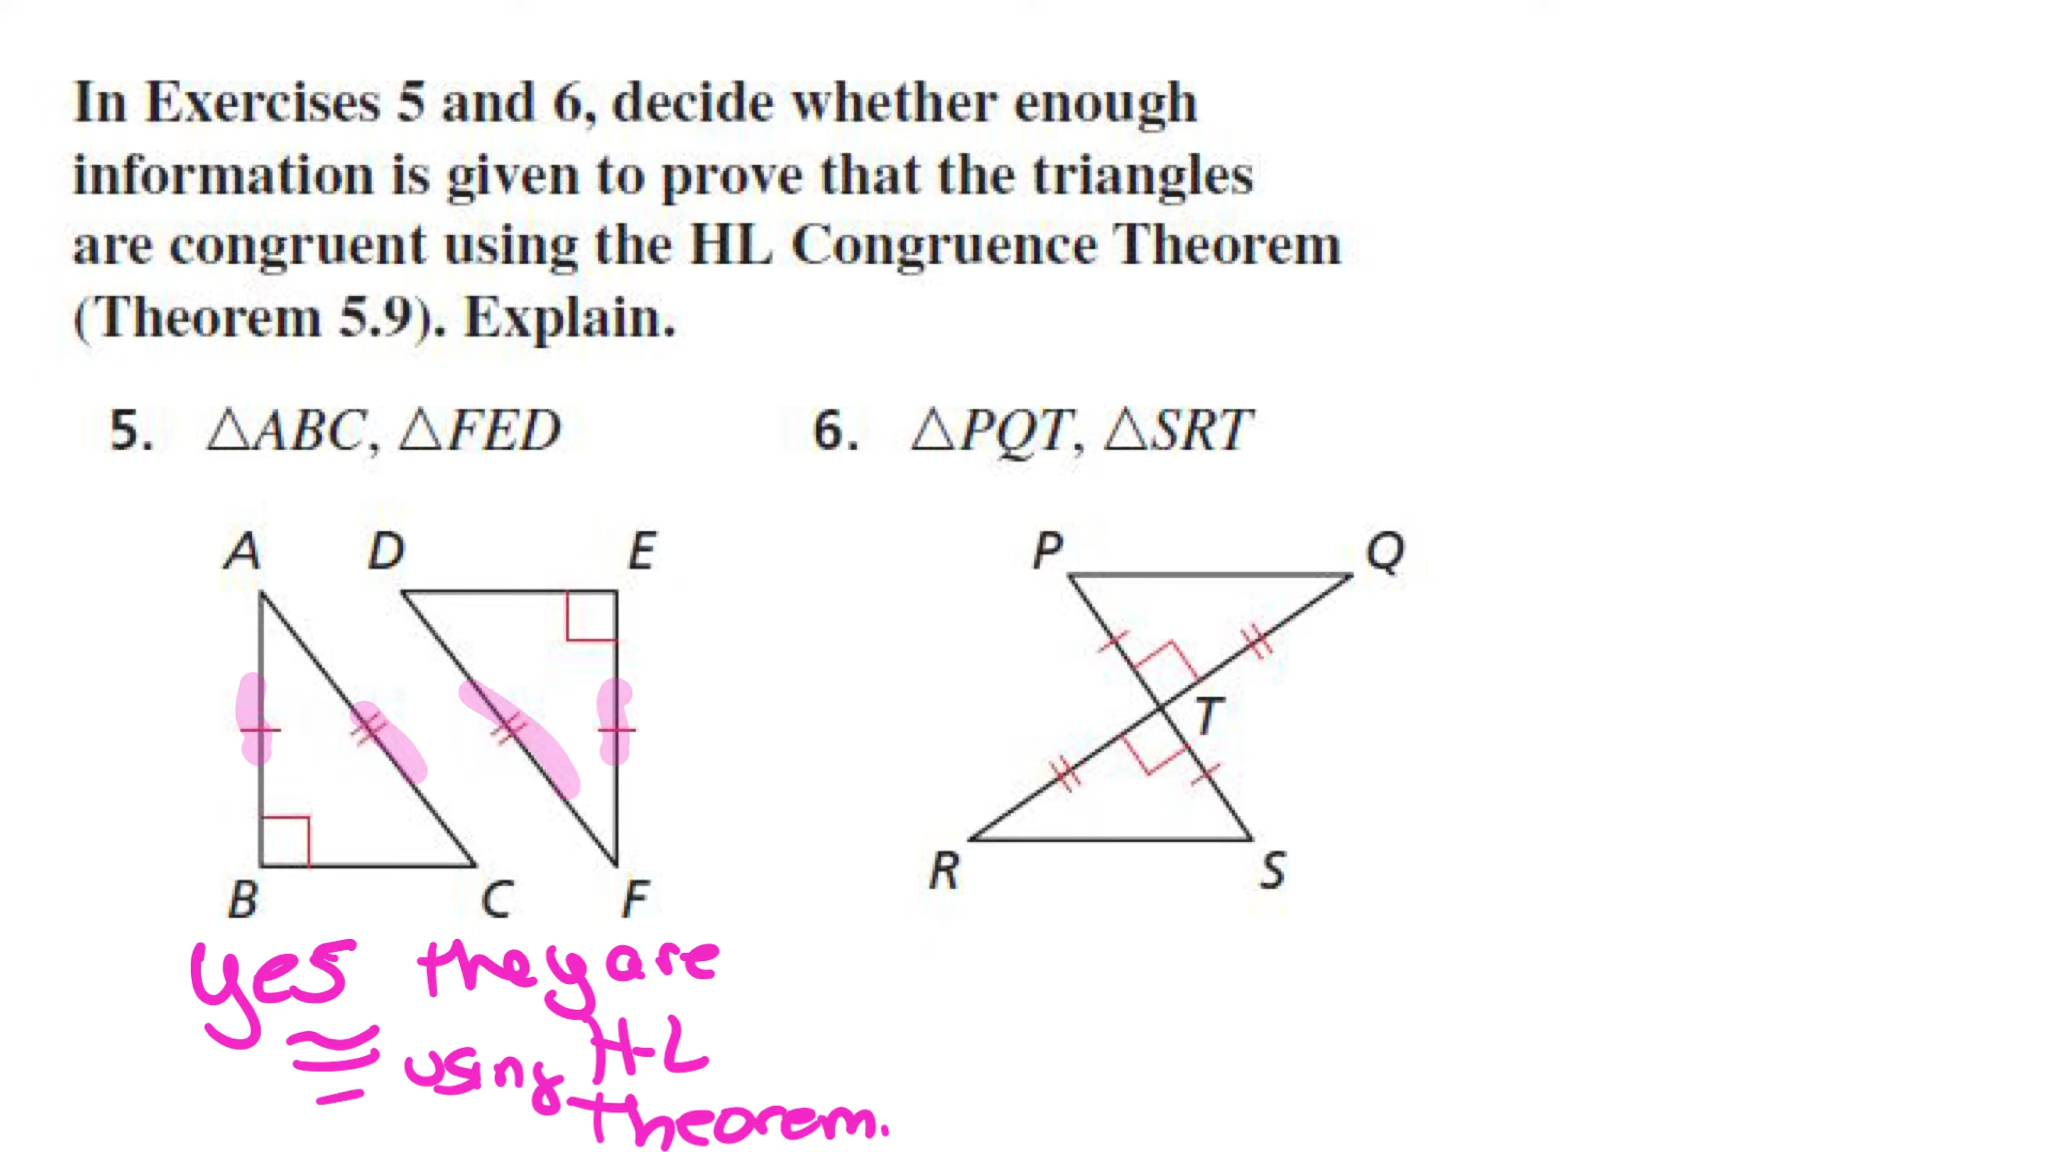 In Exercises 5 and 6, decide whether enough
information is given to prove that the triangles
are congruent using the HL Congruence Theorem
(Theorem 5.9). Explain.
5. △ABC, △FED
6. △PQT, △SRT
A D E
B C F
P Q
T
R S
yes they are
≅ using HL
theorem.